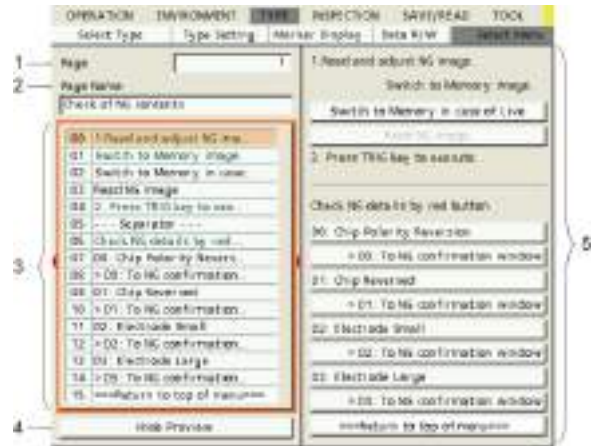 OPERATION ENVIRONMENT TYPE INSPECTION SAVE/READ TOOL
Select Type Type Setting Marker Display Data R/W Select Menu
1 Page 1
2 Page Name
Check of NG contents
3
00 1.Read and adjust NG ima..
01 Switch to Memory image
02 Switch to Memory in case
03 Read NG image
04 2. Press TRIG key to exe..
05 --- Separator ---
06 Check NG details by red..
07 00: Chip Polarity Revers..
08 > 00: To NG confirmation..
09 01: Chip Reversed
10 > 01: To NG confirmation..
11 02: Electrode Small
12 > 02: To NG confirmation..
13 03: Electrode Large
14 > 03: To NG confirmation..
15 ===Return to top of menu===
4 Hide Preview
1.Read and adjust NG image
Switch to Memory image
Switch to Memory in case of Live
Read NG image
2. Press TRIG key to execute.
Check NG details by red button
00: Chip Polarity Reversion
> 00: To NG confirmation window
01: Chip Reversed
> 01: To NG confirmation window
02: Electrode Small
> 02: To NG confirmation window
03: Electrode Large
> 03: To NG confirmation window
===Return to top of menu===
5